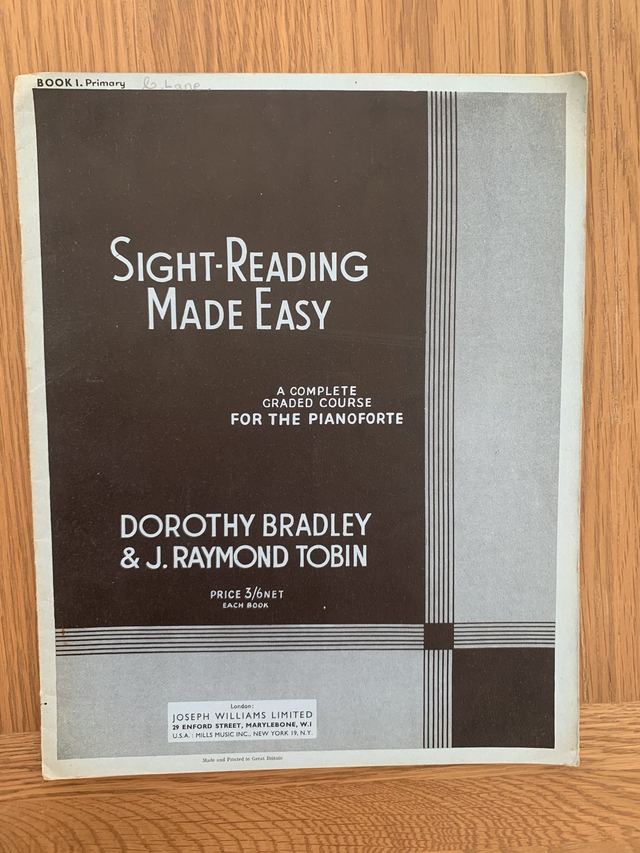 BOOK 1. Primary C. Lane.
SIGHT-READING
MADE EASY
A COMPLETE
GRADED COURSE
FOR THE PIANOFORTE
DOROTHY BRADLEY
& J. RAYMOND TOBIN
PRICE 3/6 NET
EACH BOOK
London:
JOSEPH WILLIAMS LIMITED
29 ENFORD STREET, MARYLEBONE, W.1
U.S.A.: MILLS MUSIC INC., NEW YORK 19, N.Y.
Made and Printed in Great Britain